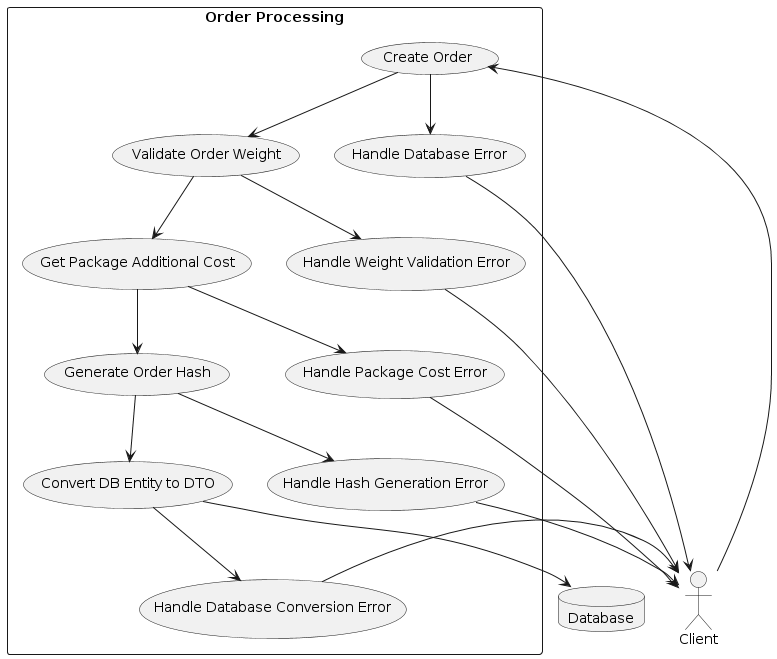 Order Processing
Create Order
Validate Order Weight
Handle Database Error
Get Package Additional Cost
Handle Weight Validation Error
Generate Order Hash
Handle Package Cost Error
Convert DB Entity to DTO
Handle Hash Generation Error
Handle Database Conversion Error
Database
Client